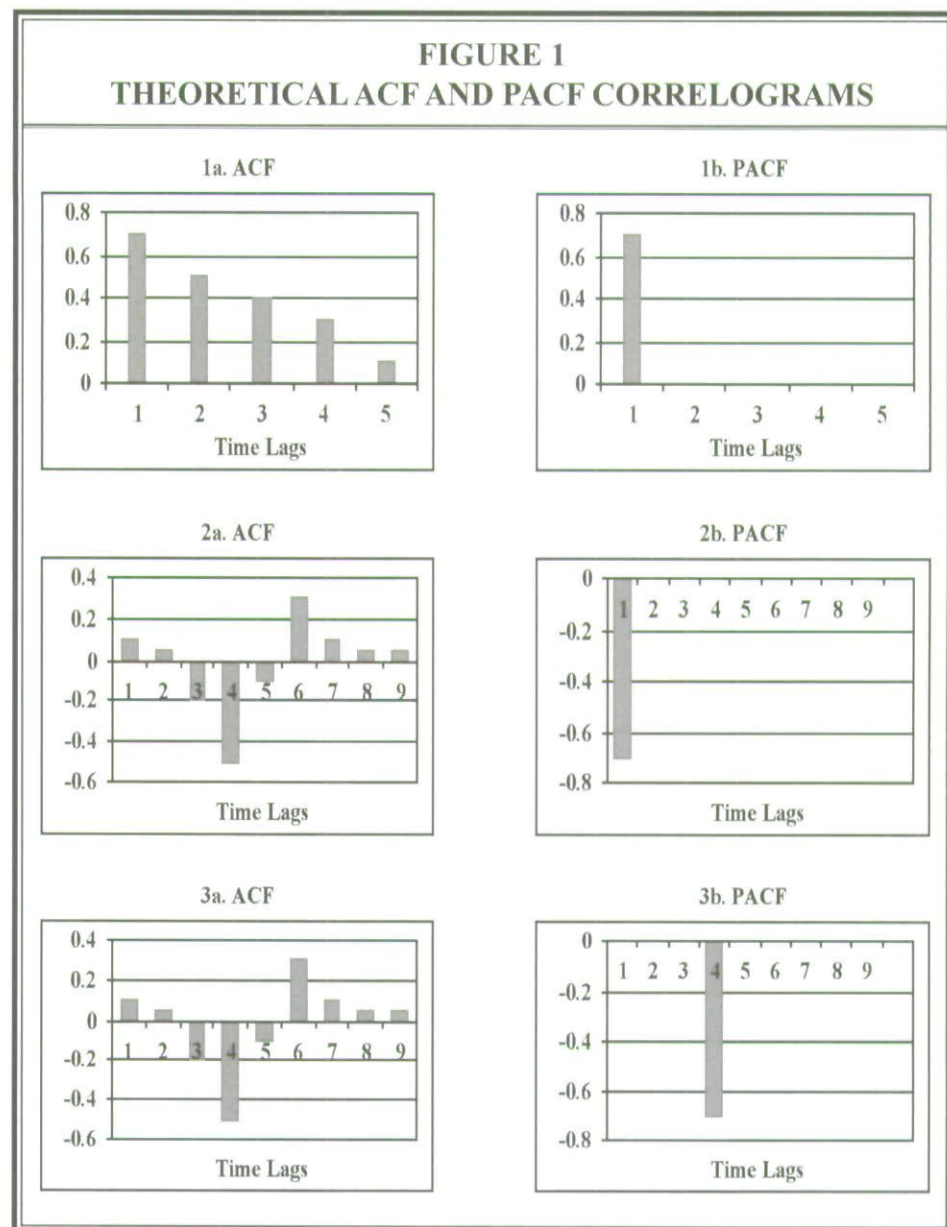 FIGURE 1
THEORETICAL ACF AND PACF CORRELOGRAMS
1a. ACF
0.8
0.6
0.4
0.2
0
1 2 3 4 5
Time Lags
1b. PACF
0.8
0.6
0.4
0.2
0
1 2 3 4 5
Time Lags
2a. ACF
0.4
0.2
0
1 2 3 4 5 6 7 8 9
-0.2
-0.4
-0.6
Time Lags
2b. PACF
0
1 2 3 4 5 6 7 8 9
-0.2
-0.4
-0.6
-0.8
Time Lags
3a. ACF
0.4
0.2
0
1 2 3 4 5 6 7 8 9
-0.2
-0.4
-0.6
Time Lags
3b. PACF
0
1 2 3 4 5 6 7 8 9
-0.2
-0.4
-0.6
-0.8
Time Lags